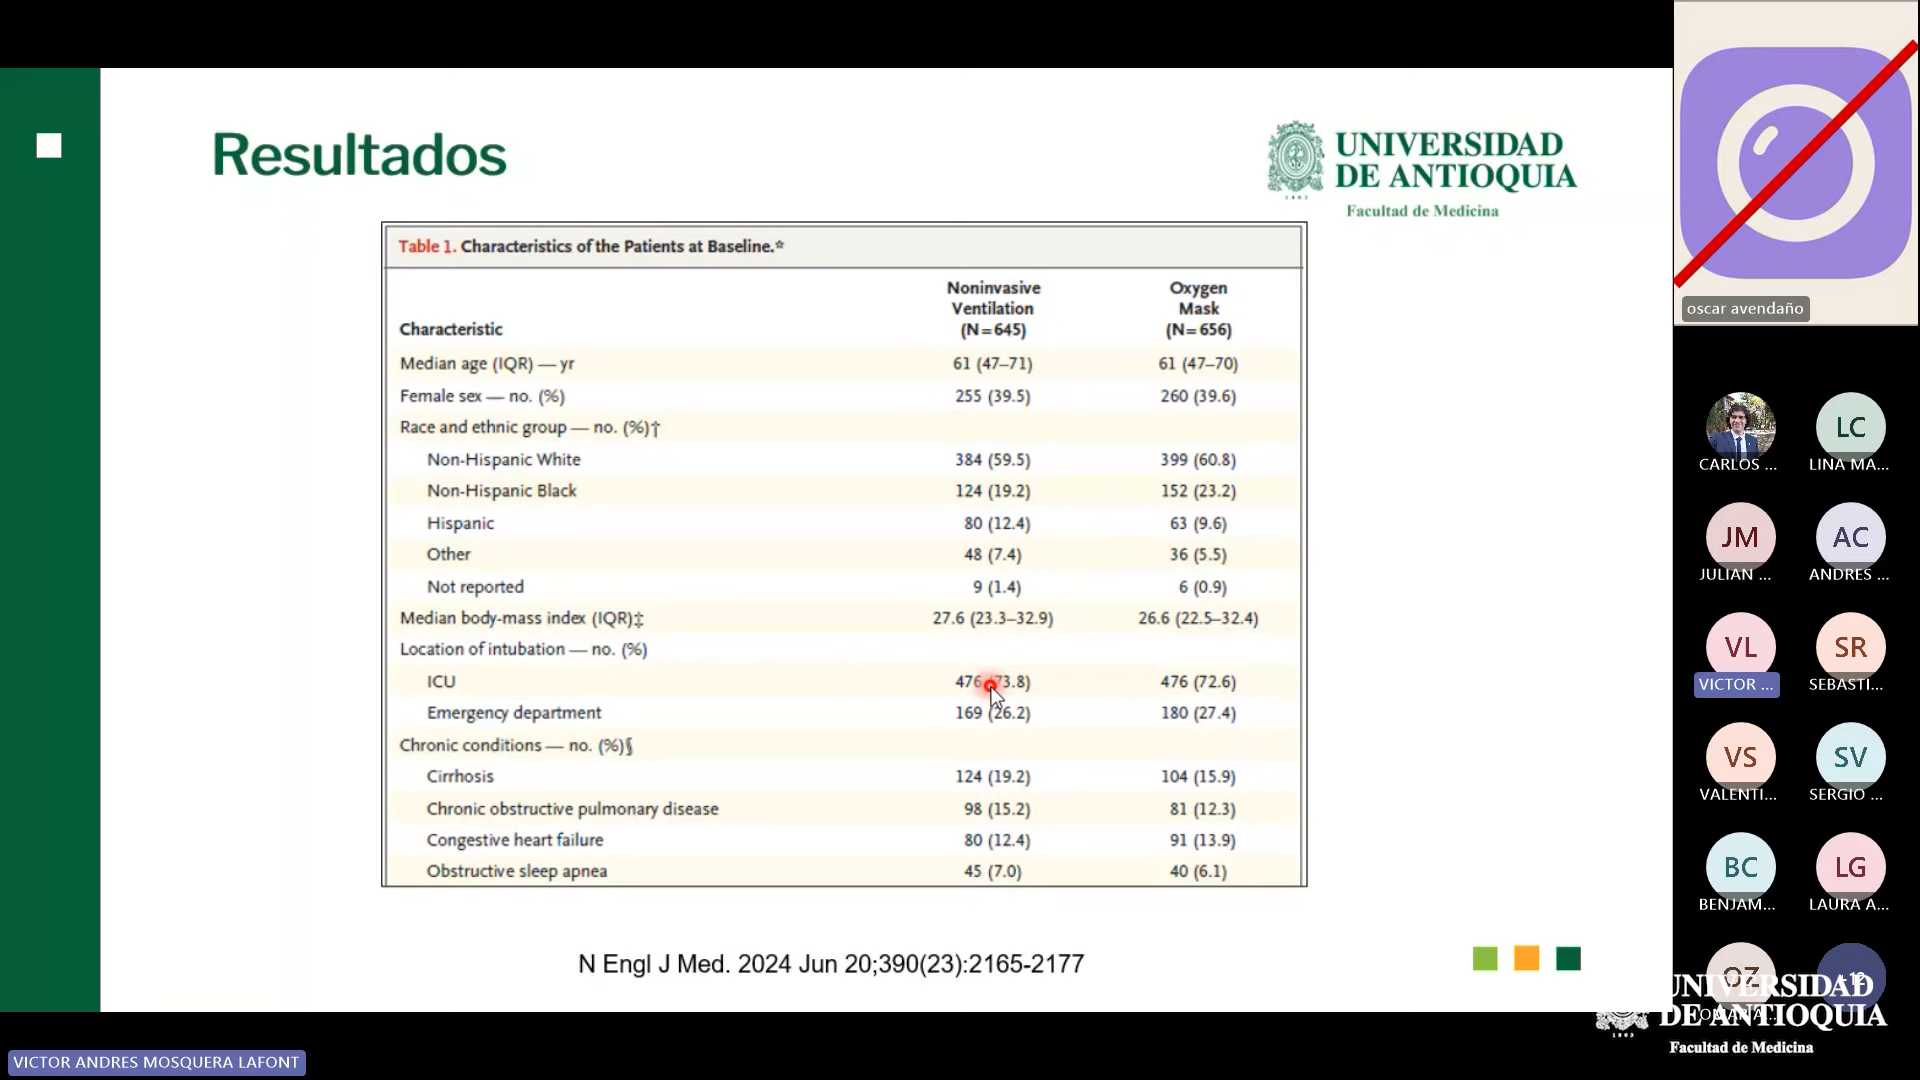 Resultados
UNIVERSIDAD
DE ANTIOQUIA
1803
Facultad de Medicina
Table 1. Characteristics of the Patients at Baseline.*
Characteristic Noninvasive Ventilation (N=645) Oxygen Mask (N=656)
Median age (IQR) — yr 61 (47–71) 61 (47–70)
Female sex — no. (%) 255 (39.5) 260 (39.6)
Race and ethnic group — no. (%)†
Non-Hispanic White 384 (59.5) 399 (60.8)
Non-Hispanic Black 124 (19.2) 152 (23.2)
Hispanic 80 (12.4) 63 (9.6)
Other 48 (7.4) 36 (5.5)
Not reported 9 (1.4) 6 (0.9)
Median body-mass index (IQR)‡ 27.6 (23.3–32.9) 26.6 (22.5–32.4)
Location of intubation — no. (%)
ICU 476 (73.8) 476 (72.6)
Emergency department 169 (26.2) 180 (27.4)
Chronic conditions — no. (%)§
Cirrhosis 124 (19.2) 104 (15.9)
Chronic obstructive pulmonary disease 98 (15.2) 81 (12.3)
Congestive heart failure 80 (12.4) 91 (13.9)
Obstructive sleep apnea 45 (7.0) 40 (6.1)
N Engl J Med. 2024 Jun 20;390(23):2165-2177
oscar avendaño
LC
CARLOS ... LINA MA...
JM AC
JULIAN ... ANDRES ...
VL SR
VICTOR ... SEBASTI...
VS SV
VALENTI... SERGIO ...
BC LG
BENJAM... LAURA A...
OZ +12
UNIVERSIDAD
DE ANTIOQUIA
1803
Facultad de Medicina
VICTOR ANDRES MOSQUERA LAFONT